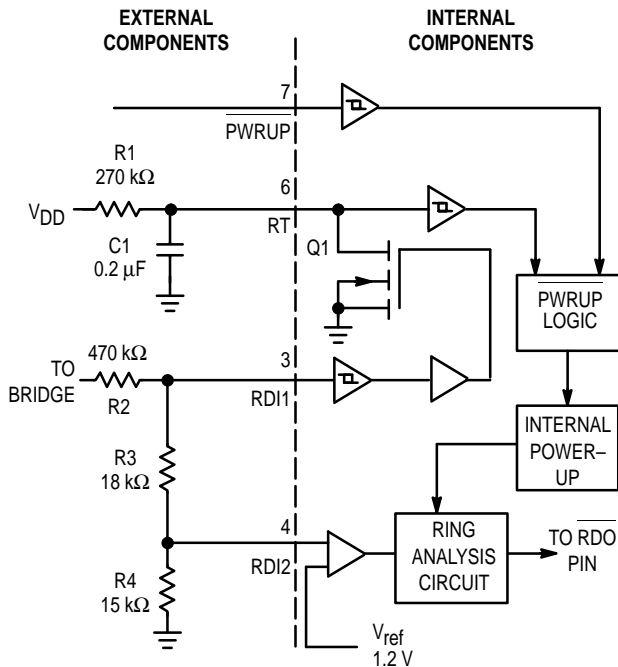 EXTERNAL
COMPONENTS
INTERNAL
COMPONENTS
7
PWRUP
R1
270 kΩ
6
VDD
RT
C1
0.2 µF
Q1
PWRUP
LOGIC
470 kΩ
TO
BRIDGE
R2
3
RDI1
INTERNAL
POWER–
UP
R3
18 kΩ
4
RDI2
RING
ANALYSIS
CIRCUIT
TO RDO
PIN
R4
15 kΩ
Vref
1.2 V